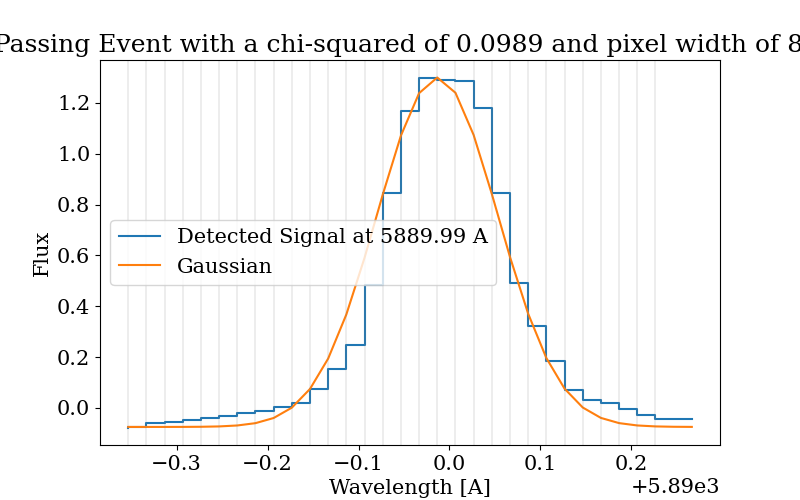 Passing Event with a chi-squared of 0.0989 and pixel width of 8
Flux
1.2
1.0
0.8
0.6
0.4
0.2
0.0
Detected Signal at 5889.99 A
Gaussian
−0.3 −0.2 −0.1 0.0 0.1 0.2
+5.89e3
Wavelength [A]